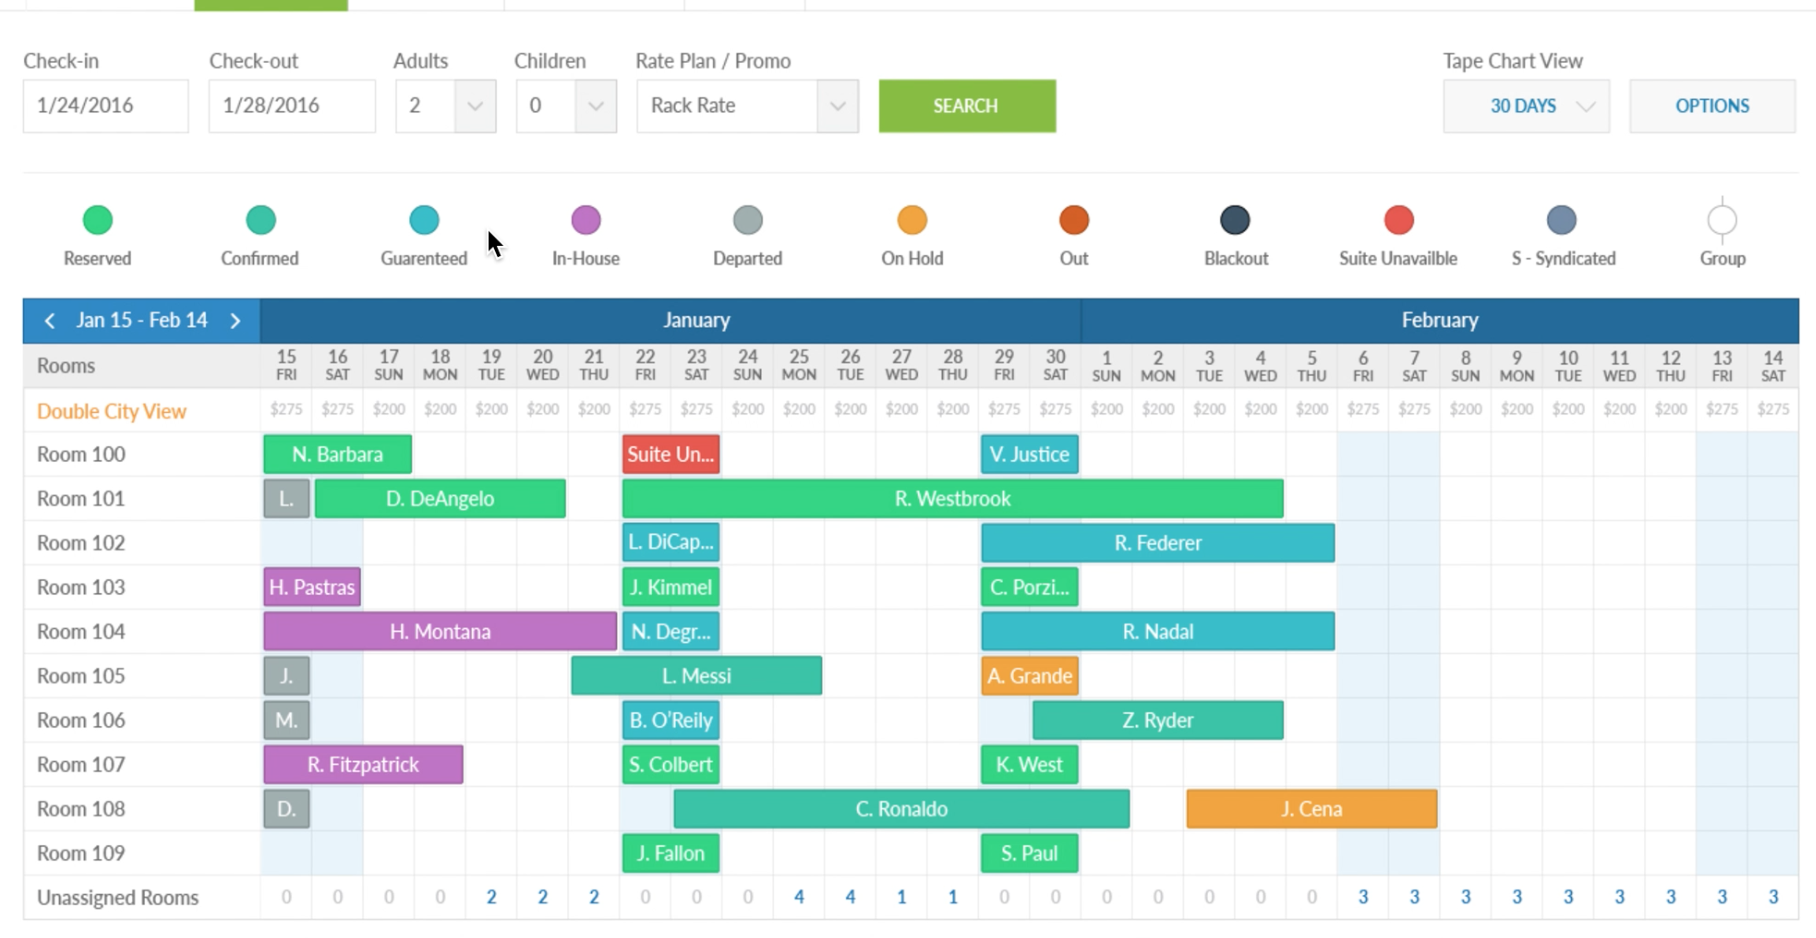 Check-in Check-out Adults Children Rate Plan / Promo Tape Chart View
1/24/2016 1/28/2016 2 0 Rack Rate SEARCH 30 DAYS OPTIONS
Reserved Confirmed Guarenteed In-House Departed On Hold Out Blackout Suite Unavailble S - Syndicated Group
Jan 15 - Feb 14 January February
Rooms 15 16 17 18 19 20 21 22 23 24 25 26 27 28 29 30 1 2 3 4 5 6 7 8 9 10 11 12 13 14
FRI SAT SUN MON TUE WED THU FRI SAT SUN MON TUE WED THU FRI SAT SUN MON TUE WED THU FRI SAT SUN MON TUE WED THU FRI SAT
Double City View $275 $275 $200 $200 $200 $200 $200 $275 $275 $200 $200 $200 $200 $200 $275 $275 $200 $200 $200 $200 $200 $275 $275 $200 $200 $200 $200 $200 $275 $275
Room 100 N. Barbara Suite Un... V. Justice
Room 101 L. D. DeAngelo R. Westbrook
Room 102 L. DiCap... R. Federer
Room 103 H. Pastras J. Kimmel C. Porzi...
Room 104 H. Montana N. Degr... R. Nadal
Room 105 J. L. Messi A. Grande
Room 106 M. B. O'Reily Z. Ryder
Room 107 R. Fitzpatrick S. Colbert K. West
Room 108 D. C. Ronaldo J. Cena
Room 109 J. Fallon S. Paul
Unassigned Rooms 0 0 0 0 2 2 2 0 0 0 4 4 1 1 0 0 0 0 0 0 0 3 3 3 3 3 3 3 3 3